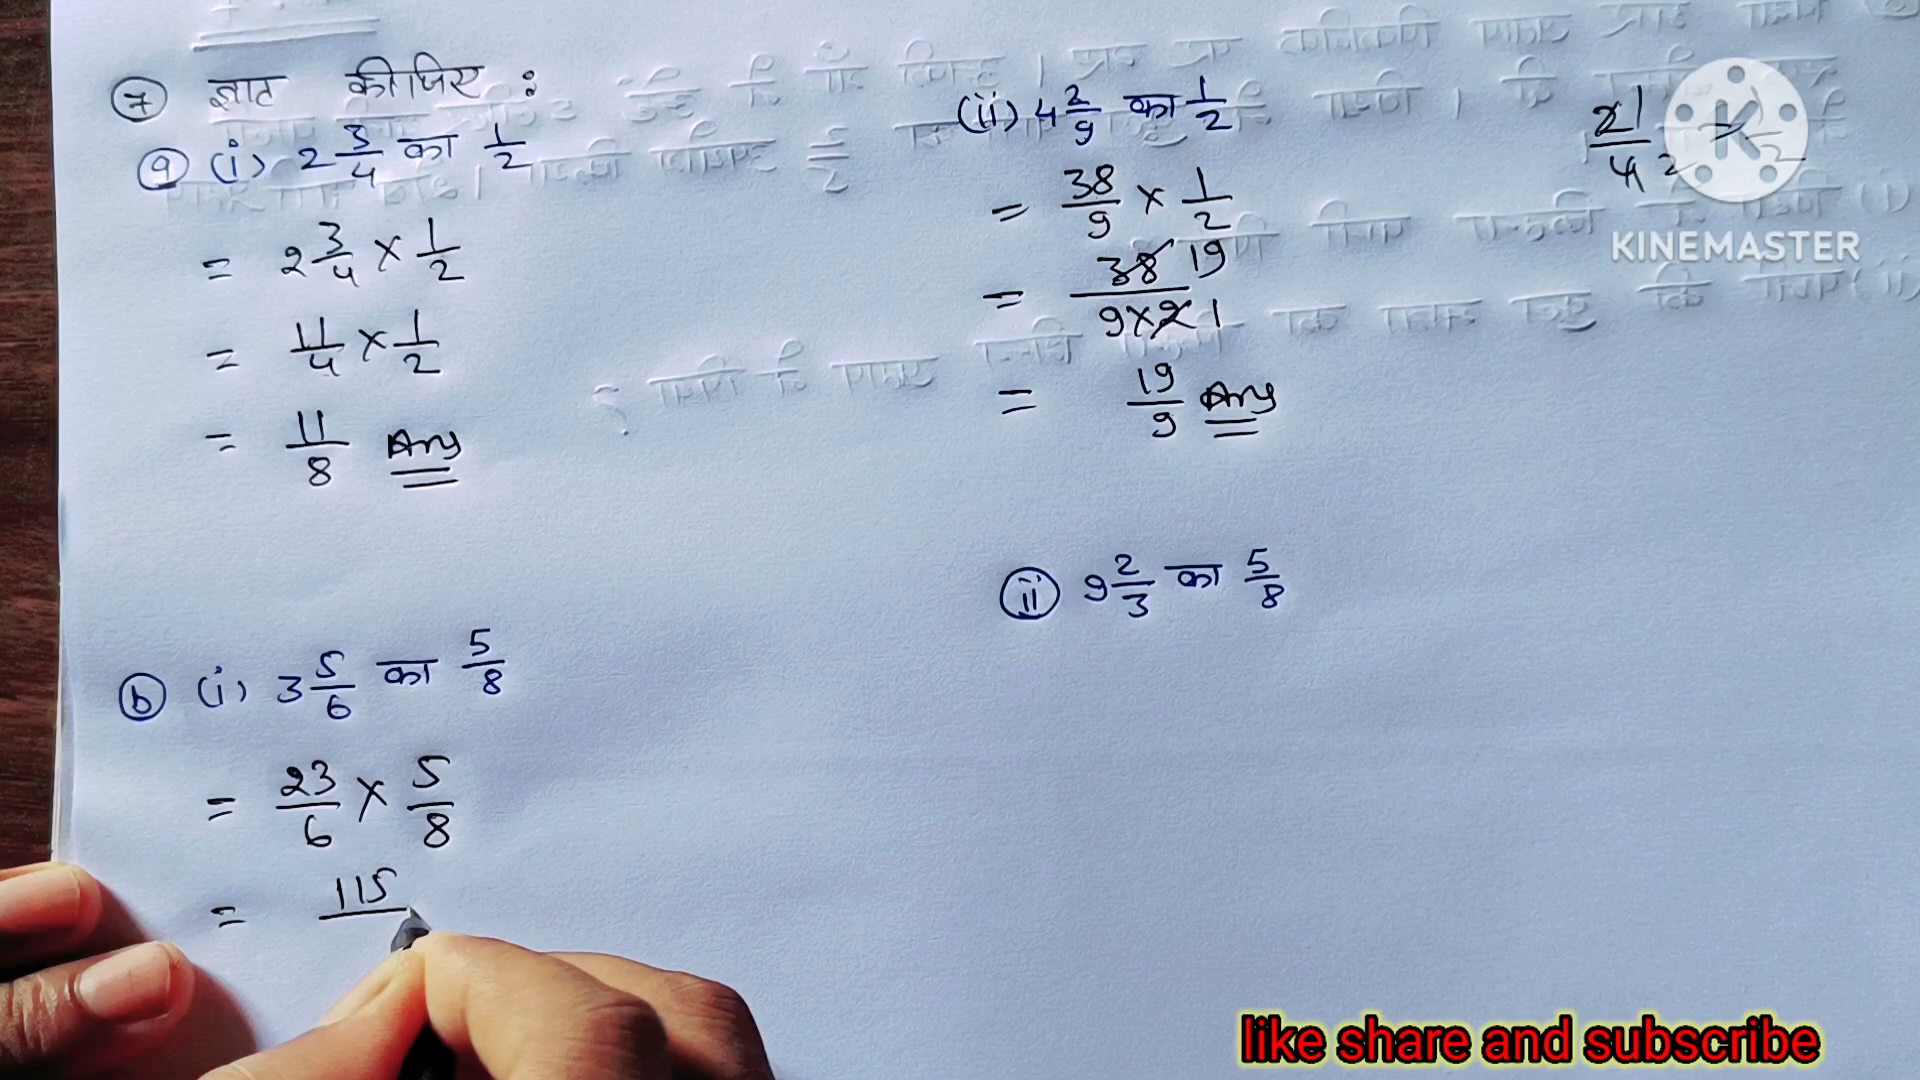 7 ज्ञात कीजिए :
a (i) 2 3/4 का 1/2
= 2 3/4 × 1/2
= 11/4 × 1/2
= 11/8 Ans
(ii) 4 2/9 का 1/2
= 38/9 × 1/2
= 38 19/9×2 1
= 19/9 Ans
21/4 2
KINEMASTER
b (i) 3 5/6 का 5/8
= 23/6 × 5/8
= 115
ii 9 2/3 का 5/8
like share and subscribe